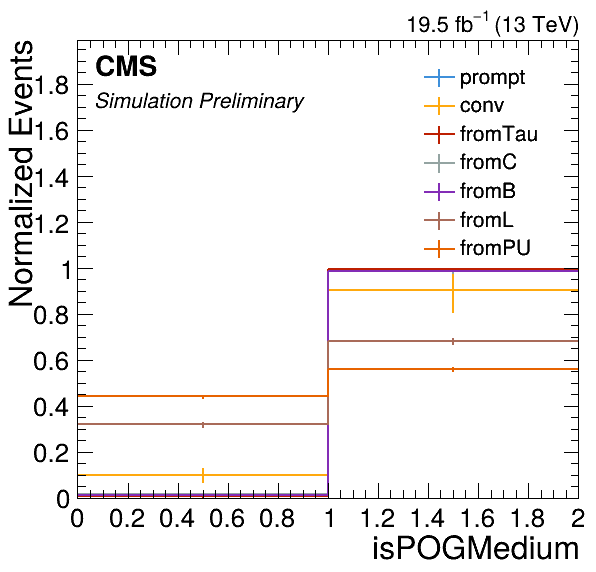 19.5 fb⁻¹ (13 TeV)
CMS
Simulation Preliminary
prompt
conv
fromTau
fromC
fromB
fromL
fromPU
Normalized Events
1.8
1.6
1.4
1.2
1
0.8
0.6
0.4
0.2
0
0 0.2 0.4 0.6 0.8 1 1.2 1.4 1.6 1.8 2
isPOGMedium